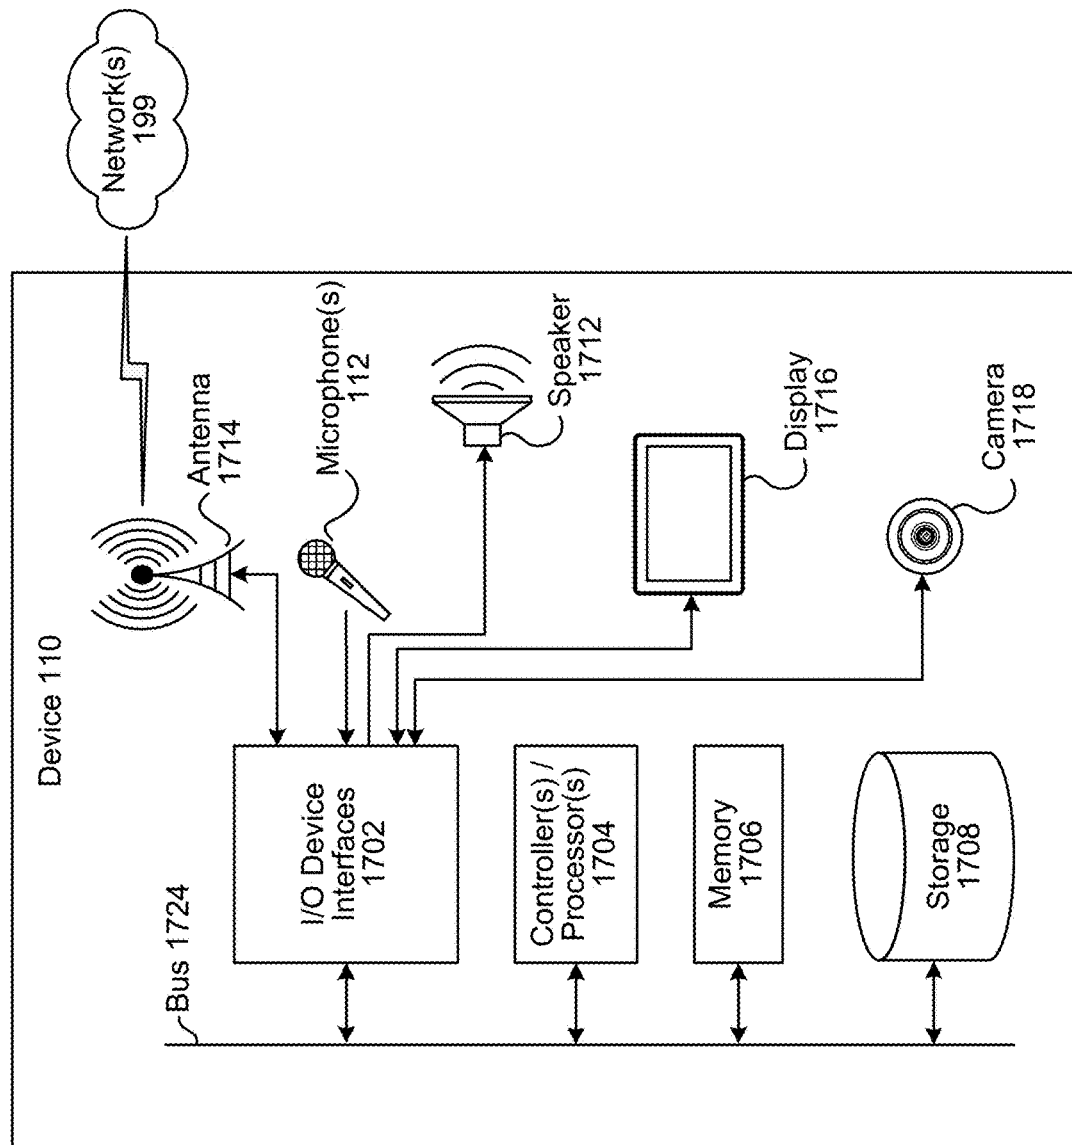 Device 110
Bus 1724
I/O Device
Interfaces
1702
Controller(s) /
Processor(s)
1704
Memory
1706
Storage
1708
Antenna
1714
Microphone(s)
112
Speaker
1712
Display
1716
Camera
1718
Network(s)
199